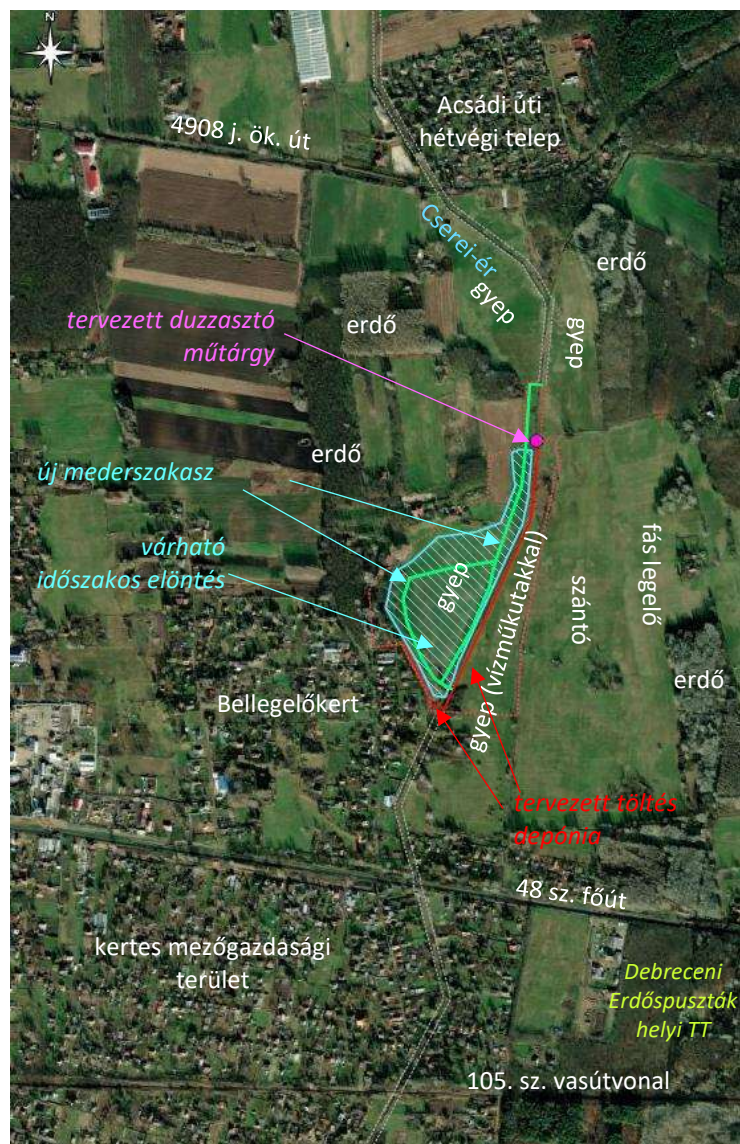 N
Acsádi úti
hétvégi telep
4908 j. ök. út
Cserei-ér
erdő
gyep
gyep
tervezett duzzasztó
műtárgy
erdő
erdő
új mederszakasz
várható
időszakos elöntés
gyep
gyep (vízműkutakkal)
szántó
fás legelő
erdő
Bellegelőkert
tervezett töltés
depónia
48 sz. főút
kertes mezőgazdasági
terület
Debreceni
Erdőspuszták
helyi TT
105. sz. vasútvonal